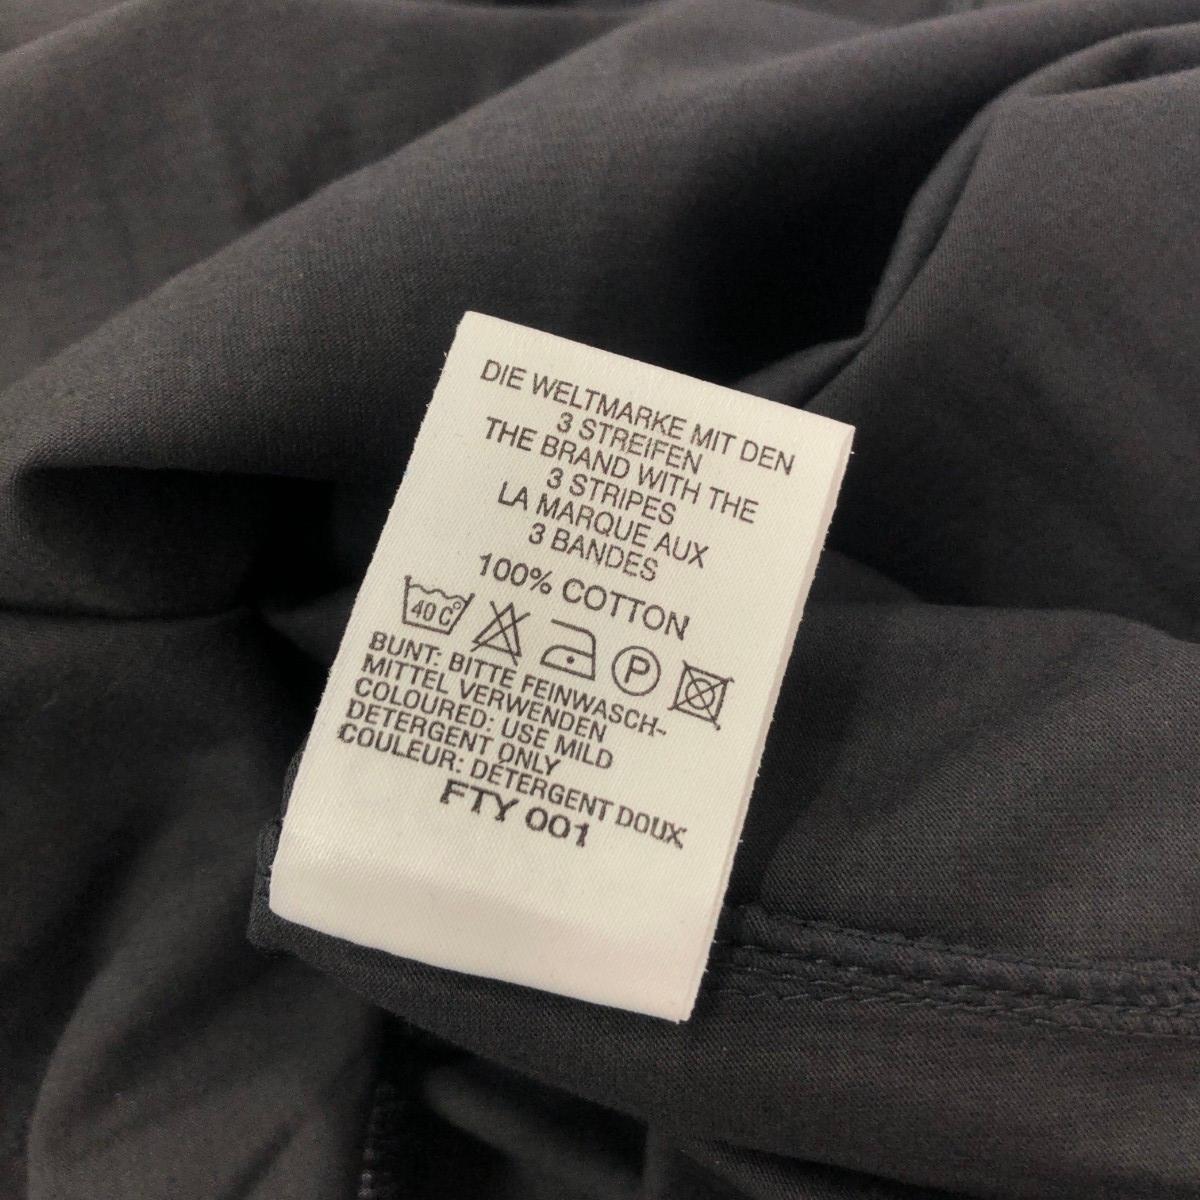 DIE WELTMARKE MIT DEN
3 STREIFEN
THE BRAND WITH THE
3 STRIPES
LA MARQUE AUX
3 BANDES
100% COTTON
40 C°
P
BUNT: BITTE FEINWASCH-
MITTEL VERWENDEN
COLOURED: USE MILD
DETERGENT ONLY
COULEUR: DÉTERGENT DOUX
FTY 001